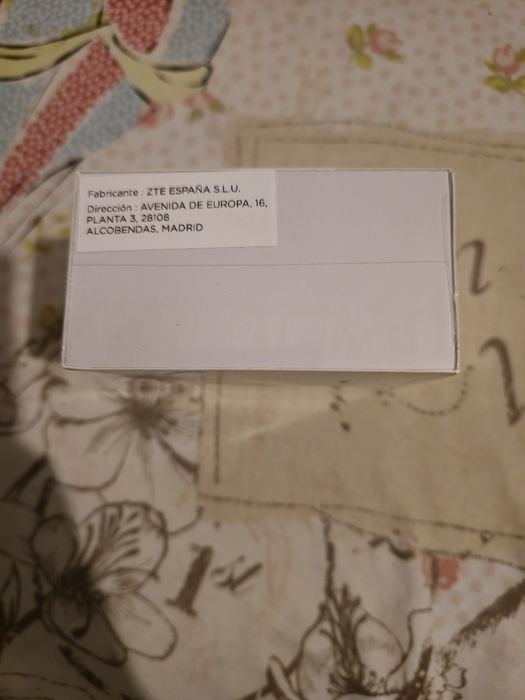 Fabricante : ZTE ESPAÑA S.L.U.
Dirección : AVENIDA DE EUROPA, 16,
PLANTA 3, 28108
ALCOBENDAS, MADRID